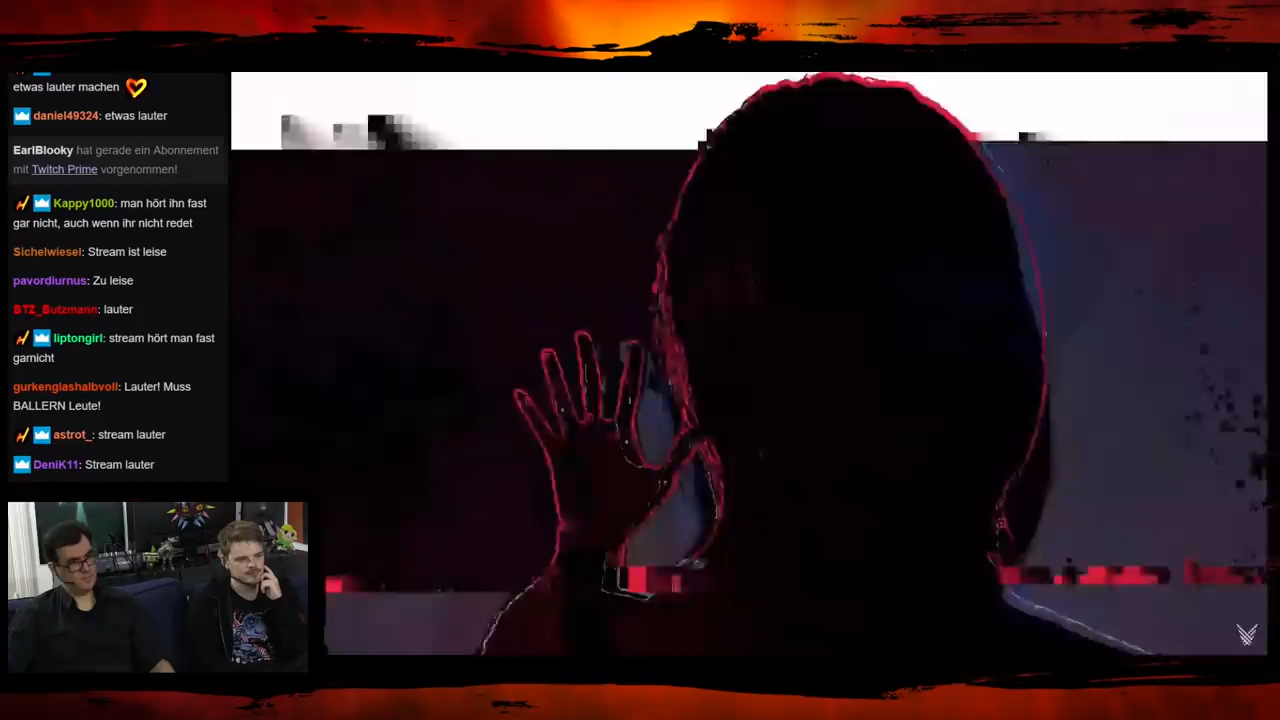 etwas lauter machen
daniel49324: etwas lauter
EarlBlooky hat gerade ein Abonnement
mit Twitch Prime vorgenommen!
Kappy1000: man hört ihn fast
gar nicht, auch wenn ihr nicht redet
Sichelwiesel: Stream ist leise
pavordiurnus: Zu leise
BTZ_Butzmann: lauter
liptongirl: stream hört man fast
garnicht
gurkenglashalbvoll: Lauter! Muss
BALLERN Leute!
astrot_: stream lauter
DeniK11: Stream lauter